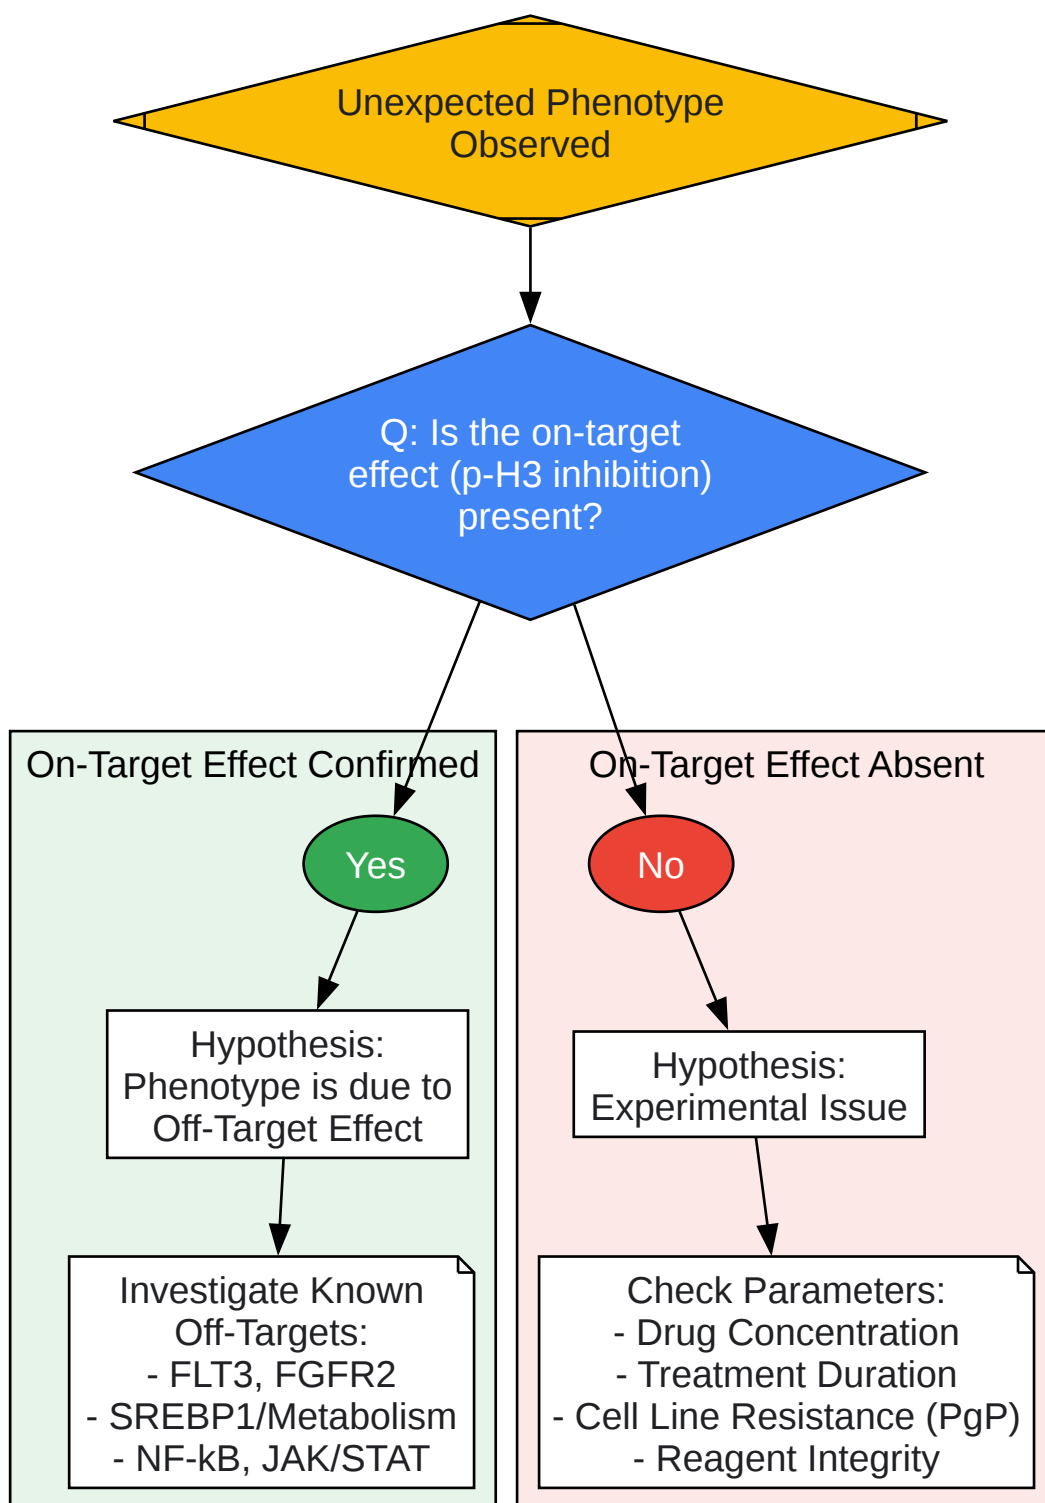 Unexpected Phenotype
Observed
Q: Is the on-target
effect (p-H3 inhibition)
present?
On-Target Effect Confirmed
Yes
Hypothesis:
Phenotype is due to
Off-Target Effect
Investigate Known
Off-Targets:
- FLT3, FGFR2
- SREBP1/Metabolism
- NF-kB, JAK/STAT
On-Target Effect Absent
No
Hypothesis:
Experimental Issue
Check Parameters:
- Drug Concentration
- Treatment Duration
- Cell Line Resistance (PgP)
- Reagent Integrity